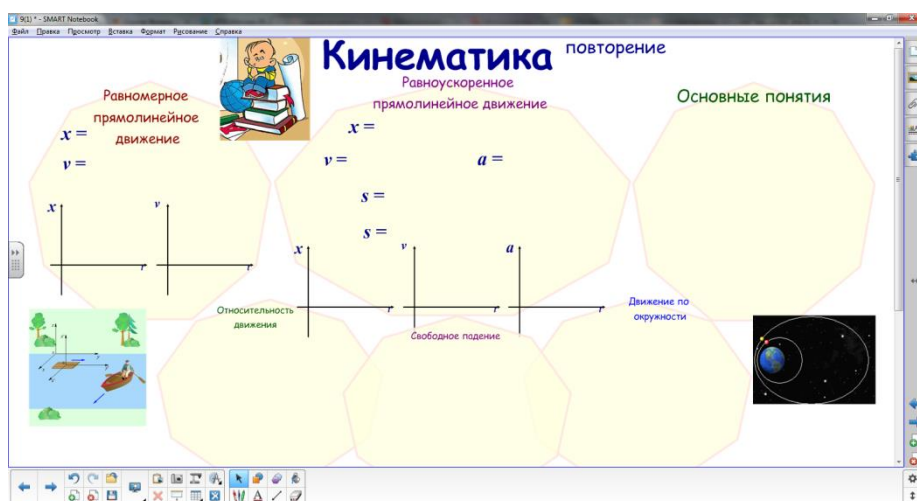 9(1) * - SMART Notebook
Файл Правка Просмотр Вставка Формат Рисование Справка
Кинематика повторение
Равномерное
прямолинейное
движение
x =
v =
x
t
v
t
Равноускоренное
прямолинейное движение
x =
v =
a =
s =
s =
x
t
v
t
a
t
Основные понятия
Относительность
движения
Свободное падение
Движение по
окружности